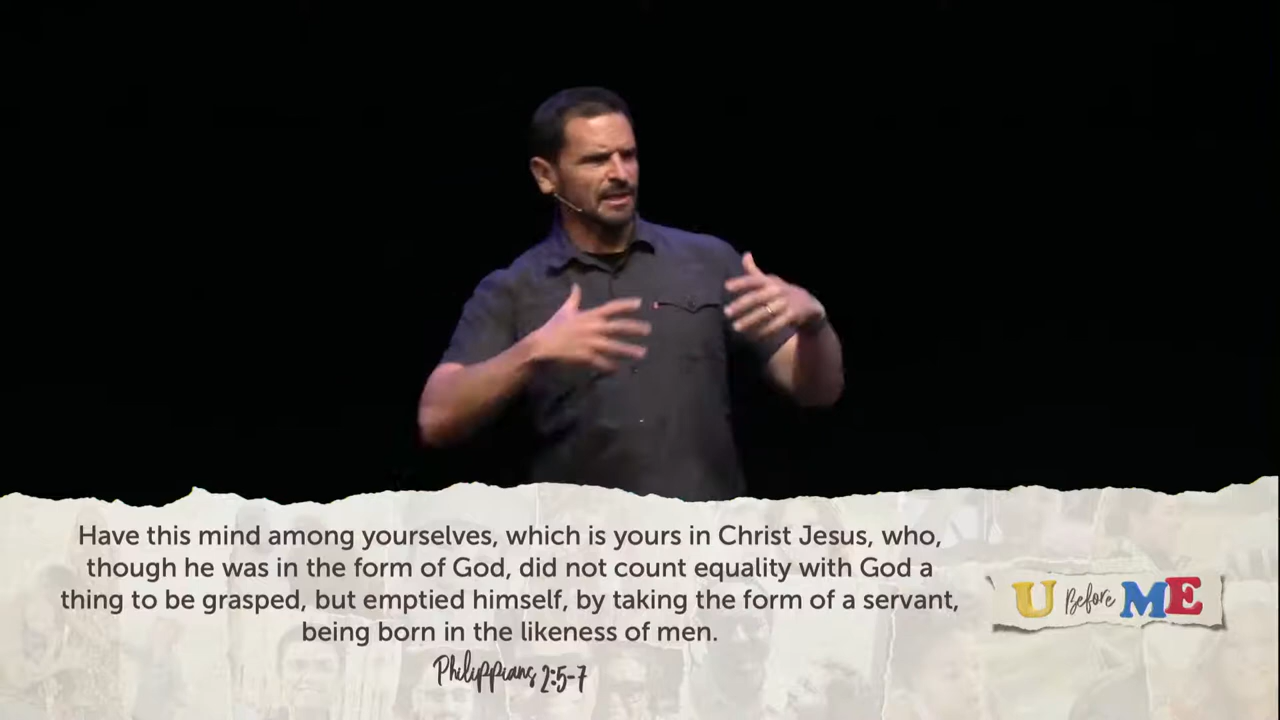 Have this mind among yourselves, which is yours in Christ Jesus, who,
though he was in the form of God, did not count equality with God a
thing to be grasped, but emptied himself, by taking the form of a servant,
being born in the likeness of men.
Philippians 2:5-7
U Before ME